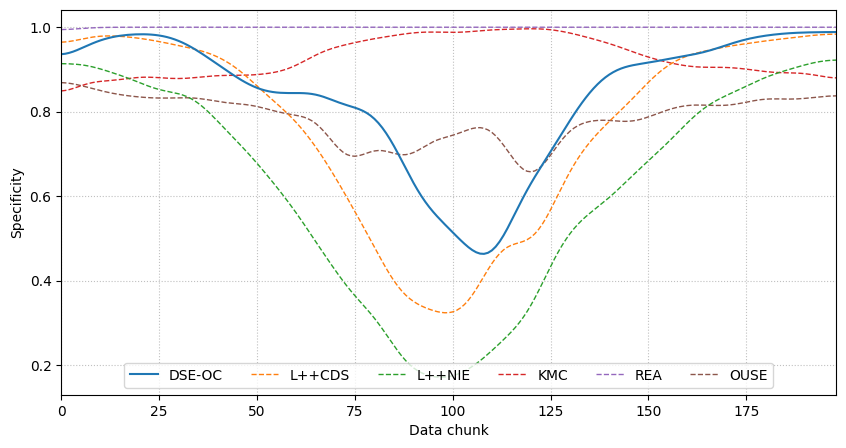 1.0
0.8
0.6
0.4
0.2
Specificity
DSE-OC L++CDS L++NIE KMC REA OUSE
0 25 50 75 100 125 150 175
Data chunk